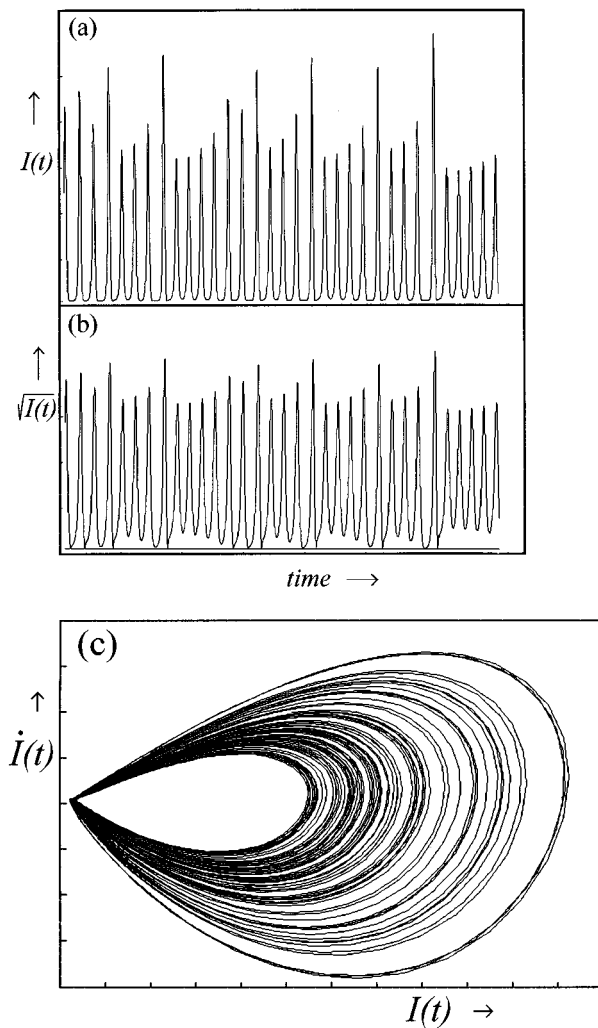 (a)
↑
I(t)
(b)
↑
√I(t)
time →
(c)
↑
İ(t)
I(t) →